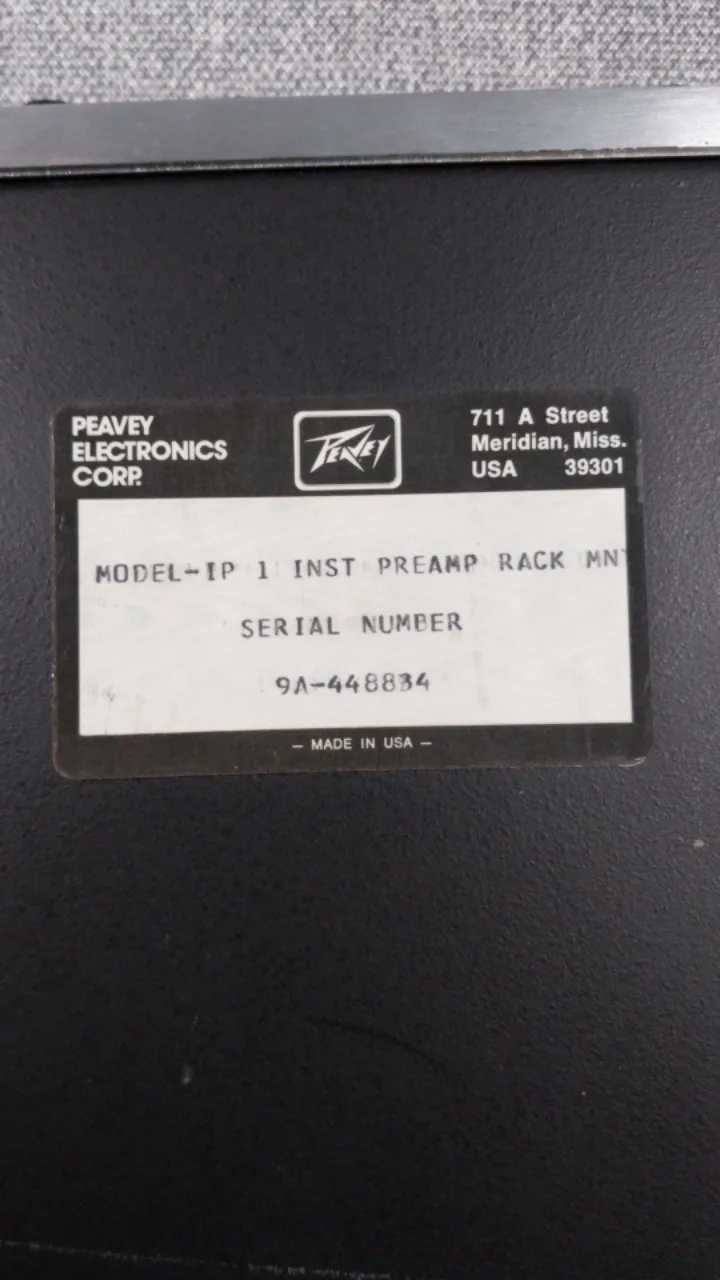 PEAVEY
ELECTRONICS
CORP.
PEAVEY
711 A Street
Meridian, Miss.
USA 39301
MODEL-IP 1 INST PREAMP RACK MNT
SERIAL NUMBER
9A-448834
— MADE IN USA —